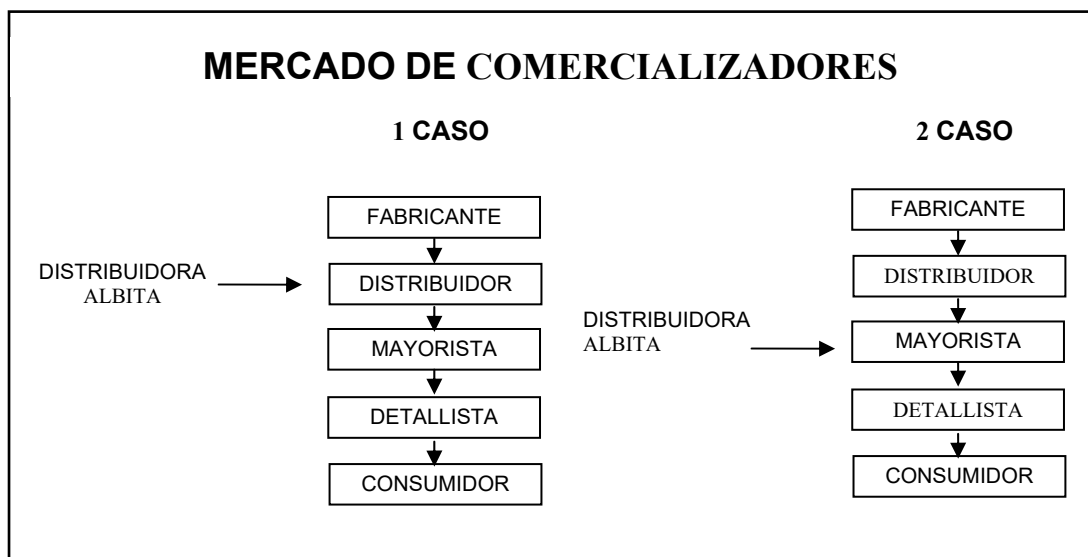 MERCADO DE COMERCIALIZADORES
1 CASO
FABRICANTE
DISTRIBUIDORA
ALBITA
DISTRIBUIDOR
MAYORISTA
DETALLISTA
CONSUMIDOR
2 CASO
FABRICANTE
DISTRIBUIDOR
DISTRIBUIDORA
ALBITA
MAYORISTA
DETALLISTA
CONSUMIDOR